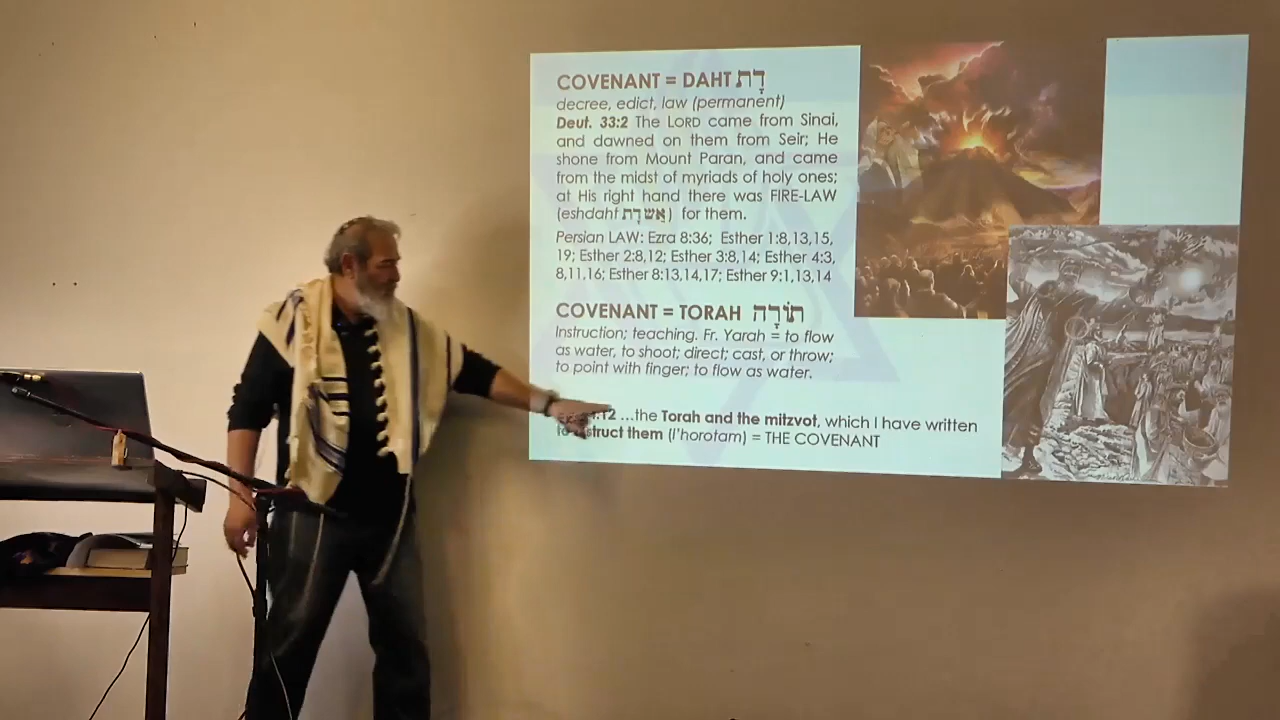 COVENANT = DAHT דָּת
decree, edict, law (permanent)
Deut. 33:2 The LORD came from Sinai,
and dawned on them from Seir; He
shone from Mount Paran, and came
from the midst of myriads of holy ones;
at His right hand there was FIRE-LAW
(eshdaht אֵשׁדָּת) for them.
Persian LAW: Ezra 8:36; Esther 1:8,13,15,
19; Esther 2:8,12; Esther 3:8,14; Esther 4:3,
8,11,16; Esther 8:13,14,17; Esther 9:1,13,14
COVENANT = TORAH תּוֹרָה
Instruction; teaching. Fr. Yarah = to flow
as water, to shoot; direct; cast, or throw;
to point with finger; to flow as water.
:12 ...the Torah and the mitzvot, which I have written
them (l'horotam) = THE COVENANT